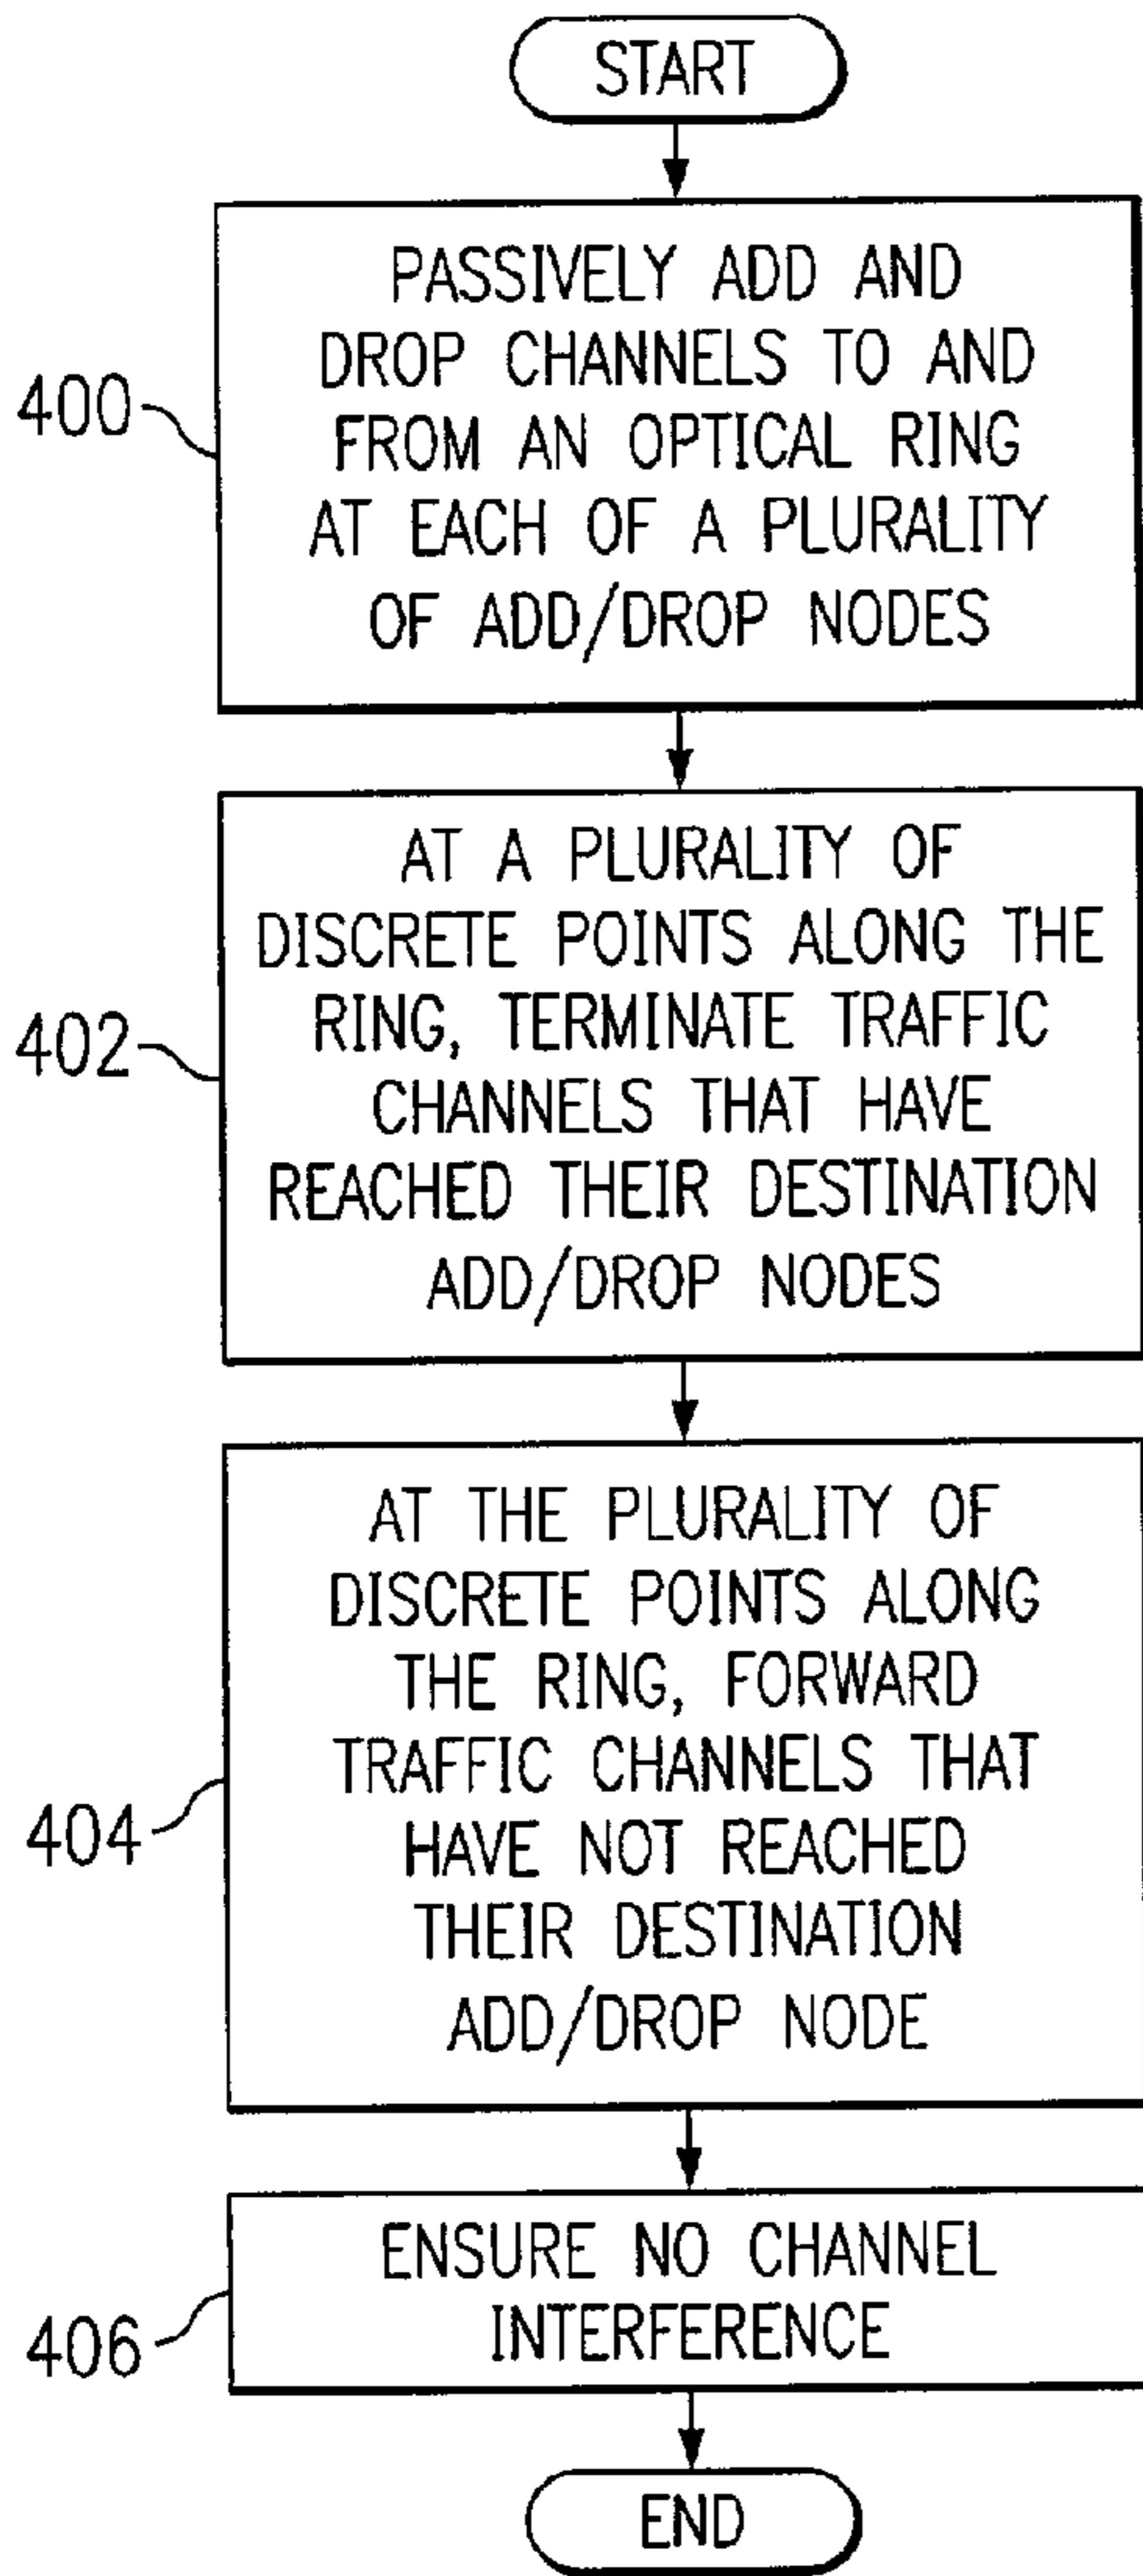 START
PASSIVELY ADD AND
DROP CHANNELS TO AND
FROM AN OPTICAL RING
AT EACH OF A PLURALITY
OF ADD/DROP NODES
400
AT A PLURALITY OF
DISCRETE POINTS ALONG THE
RING, TERMINATE TRAFFIC
CHANNELS THAT HAVE
REACHED THEIR DESTINATION
ADD/DROP NODES
402
AT THE PLURALITY OF
DISCRETE POINTS ALONG
THE RING, FORWARD
TRAFFIC CHANNELS THAT
HAVE NOT REACHED
THEIR DESTINATION
ADD/DROP NODE
404
ENSURE NO CHANNEL
INTERFERENCE
406
END